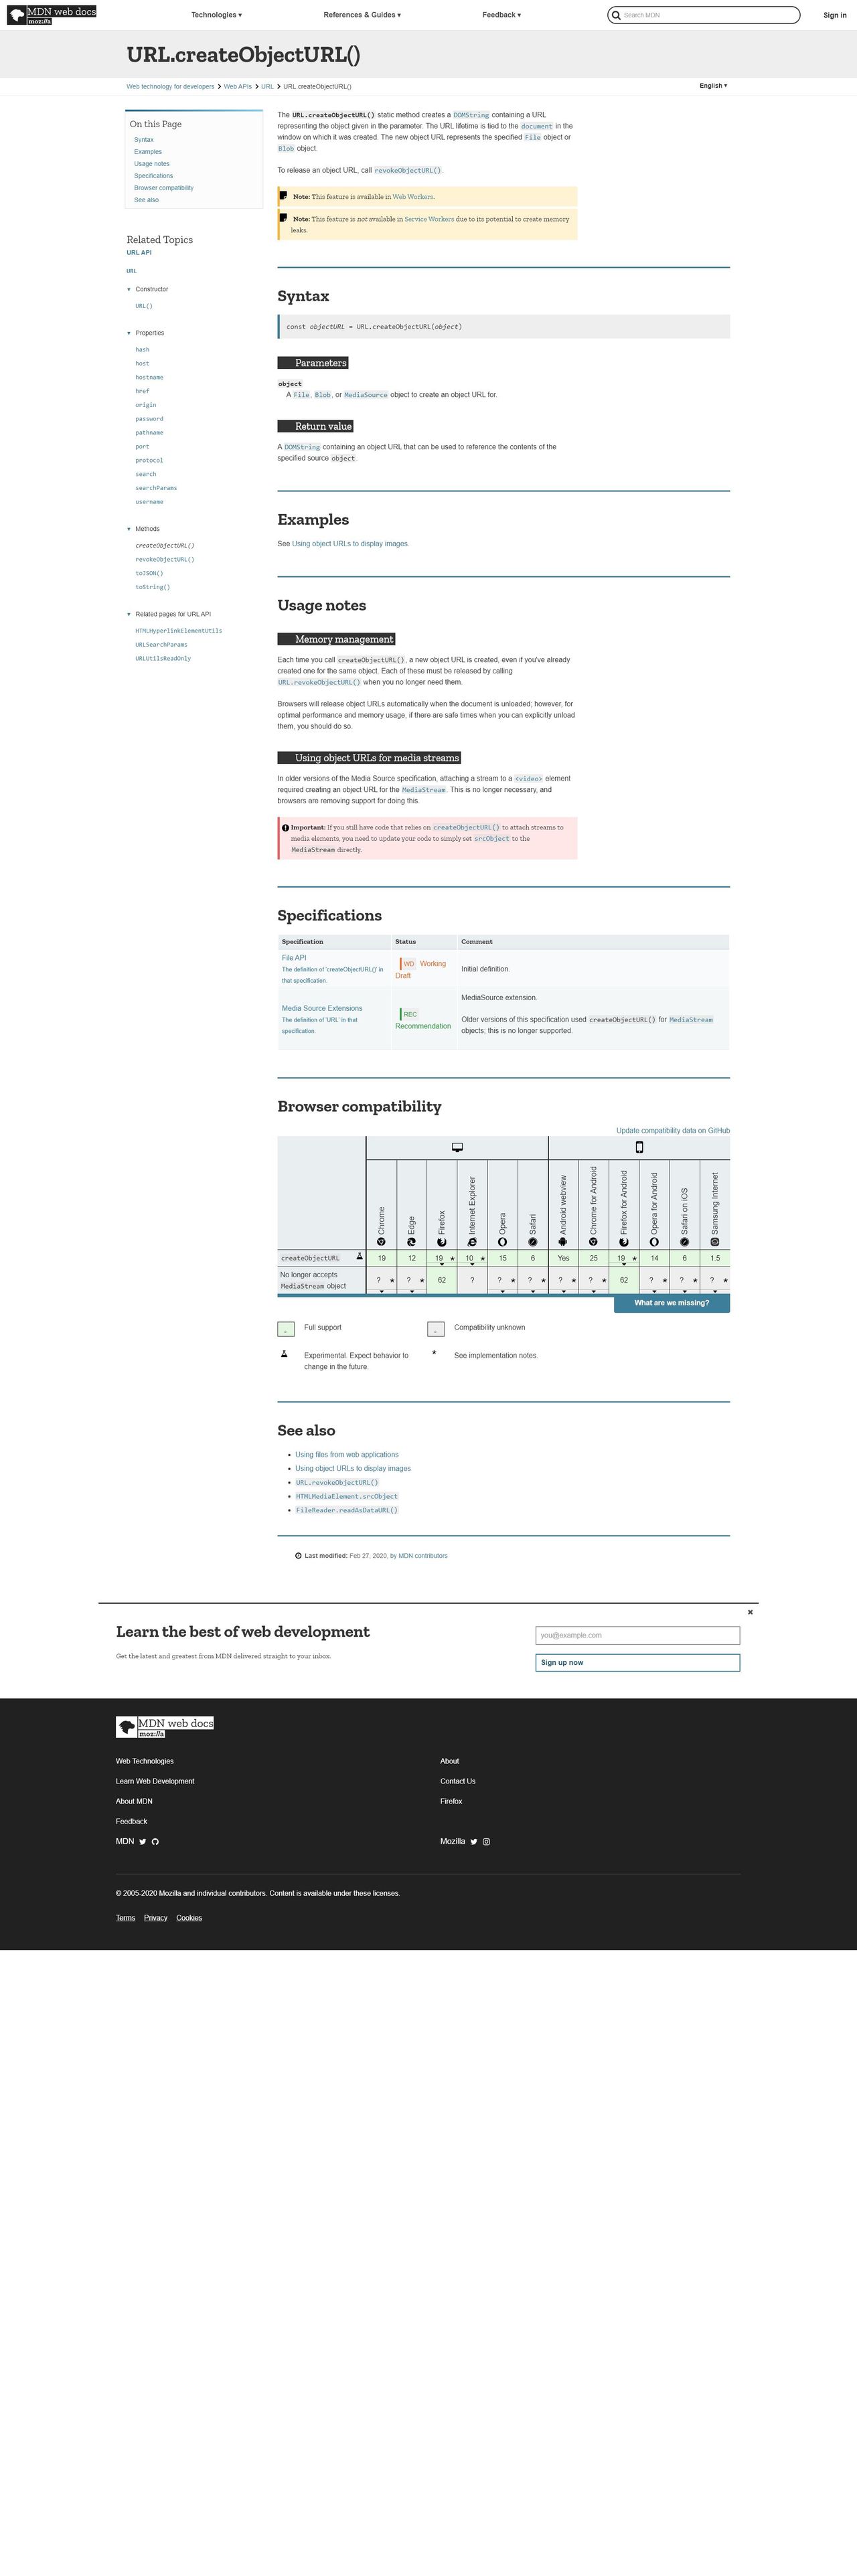 MDN web docs
moz://a
Technologies ▾
References & Guides ▾
Feedback ▾
Search MDN
Sign in
URL.createObjectURL()
Web technology for developers > Web APIs > URL > URL.createObjectURL()
English ▾
On this Page
Syntax
Examples
Usage notes
Specifications
Browser compatibility
See also
Related Topics
URL API
URL
▼ Constructor
URL()
▼ Properties
hash
host
hostname
href
origin
password
pathname
port
protocol
search
searchParams
username
▼ Methods
createObjectURL()
revokeObjectURL()
toJSON()
toString()
▼ Related pages for URL API
HTMLHyperlinkElementUtils
URLSearchParams
URLUtilsReadOnly
The URL.createObjectURL() static method creates a DOMString containing a URL
representing the object given in the parameter. The URL lifetime is tied to the document in the
window on which it was created. The new object URL represents the specified File object or
Blob object.
To release an object URL, call revokeObjectURL().
Note: This feature is available in Web Workers.
Note: This feature is not available in Service Workers due to its potential to create memory
leaks.
Syntax
const objectURL = URL.createObjectURL(object)
Parameters
object
A File, Blob, or MediaSource object to create an object URL for.
Return value
A DOMString containing an object URL that can be used to reference the contents of the
specified source object.
Examples
See Using object URLs to display images.
Usage notes
Memory management
Each time you call createObjectURL(), a new object URL is created, even if you've already
created one for the same object. Each of these must be released by calling
URL.revokeObjectURL() when you no longer need them.
Browsers will release object URLs automatically when the document is unloaded; however, for
optimal performance and memory usage, if there are safe times when you can explicitly unload
them, you should do so.
Using object URLs for media streams
In older versions of the Media Source specification, attaching a stream to a <video> element
required creating an object URL for the MediaStream. This is no longer necessary, and
browsers are removing support for doing this.
Important: If you still have code that relies on createObjectURL() to attach streams to
media elements, you need to update your code to simply set srcObject to the
MediaStream directly.
Specifications
Specification Status Comment
File API
The definition of 'createObjectURL()' in
that specification.
WD Working
Draft
Initial definition.
Media Source Extensions
The definition of 'URL' in that
specification.
REC
Recommendation
MediaSource extension.
Older versions of this specification used createObjectURL() for MediaStream
objects; this is no longer supported.
Browser compatibility
Update compatibility data on GitHub
Chrome
Edge
Firefox
Internet Explorer
Opera
Safari
Android webview
Chrome for Android
Firefox for Android
Opera for Android
Safari on iOS
Samsung Internet
createObjectURL 19 12 19 * 10 * 15 6 Yes 25 19 * 14 6 1.5
No longer accepts
MediaStream object
? * ? * 62 ? ? * ? * ? * ? * 62 ? * ? * ? *
What are we missing?
Full support
Compatibility unknown
Experimental. Expect behavior to
change in the future.
* See implementation notes.
See also
• Using files from web applications
• Using object URLs to display images
• URL.revokeObjectURL()
• HTMLMediaElement.srcObject
• FileReader.readAsDataURL()
Last modified: Feb 27, 2020, by MDN contributors
Learn the best of web development
Get the latest and greatest from MDN delivered straight to your inbox.
you@example.com
Sign up now
MDN web docs
moz://a
Web Technologies
Learn Web Development
About MDN
Feedback
About
Contact Us
Firefox
MDN
Mozilla
© 2005-2020 Mozilla and individual contributors. Content is available under these licenses.
Terms Privacy Cookies